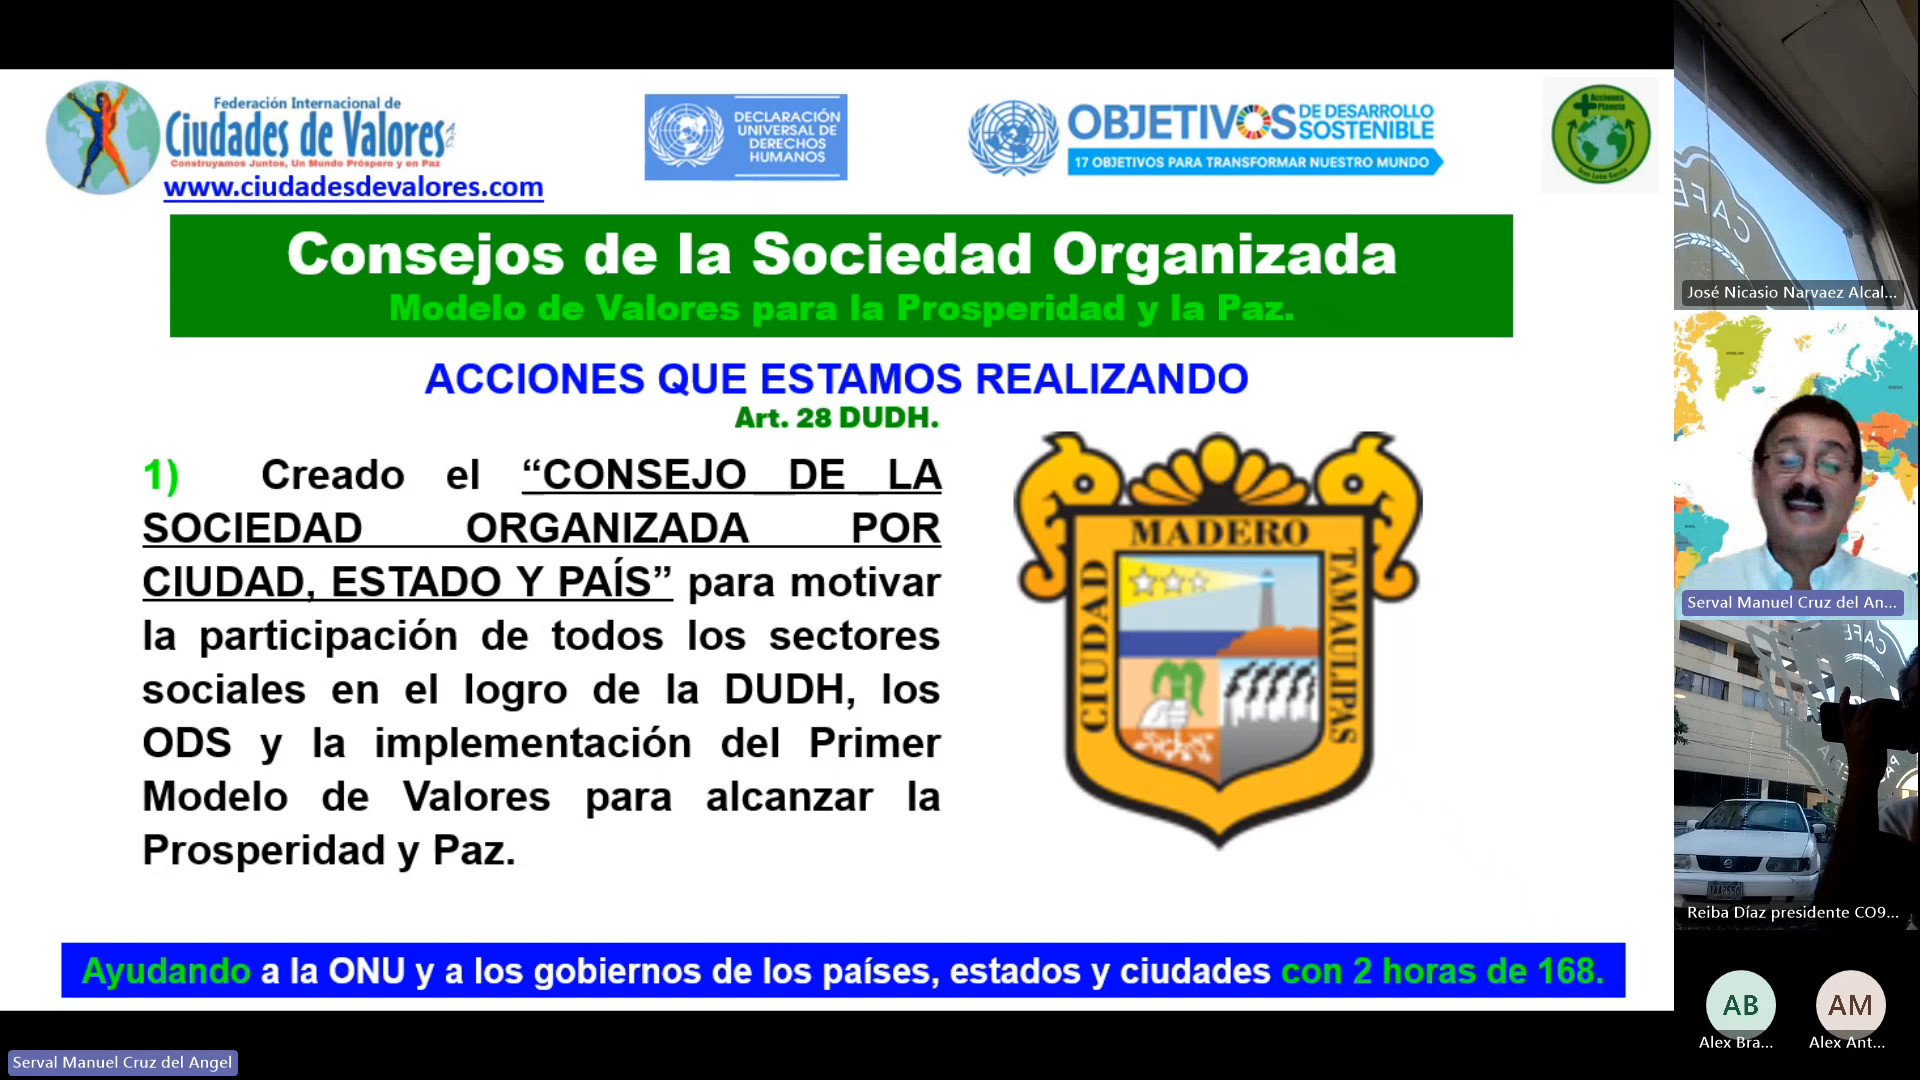 Federación Internacional de
Ciudades de Valores A.C.
Construyamos Juntos, Un Mundo Próspero y en Paz
www.ciudadesdevalores.com
DECLARACIÓN
UNIVERSAL DE
DERECHOS
HUMANOS
OBJETIVOS DE DESARROLLO
SOSTENIBLE
17 OBJETIVOS PARA TRANSFORMAR NUESTRO MUNDO
Acciones
Planeta
Consejos de la Sociedad Organizada
Modelo de Valores para la Prosperidad y la Paz.
ACCIONES QUE ESTAMOS REALIZANDO
Art. 28 DUDH.
1) Creado el “CONSEJO DE LA
SOCIEDAD ORGANIZADA POR
CIUDAD, ESTADO Y PAÍS” para motivar
la participación de todos los sectores
sociales en el logro de la DUDH, los
ODS y la implementación del Primer
Modelo de Valores para alcanzar la
Prosperidad y Paz.
CIUDAD
MADERO
TAMAULIPAS
Ayudando a la ONU y a los gobiernos de los países, estados y ciudades con 2 horas de 168.
Serval Manuel Cruz del Angel
CAFE
José Nicasio Narvaez Alcal...
Serval Manuel Cruz del An...
CAFE
Reiba Díaz presidente CO9...
AB
Alex Bra...
AM
Alex Ant...